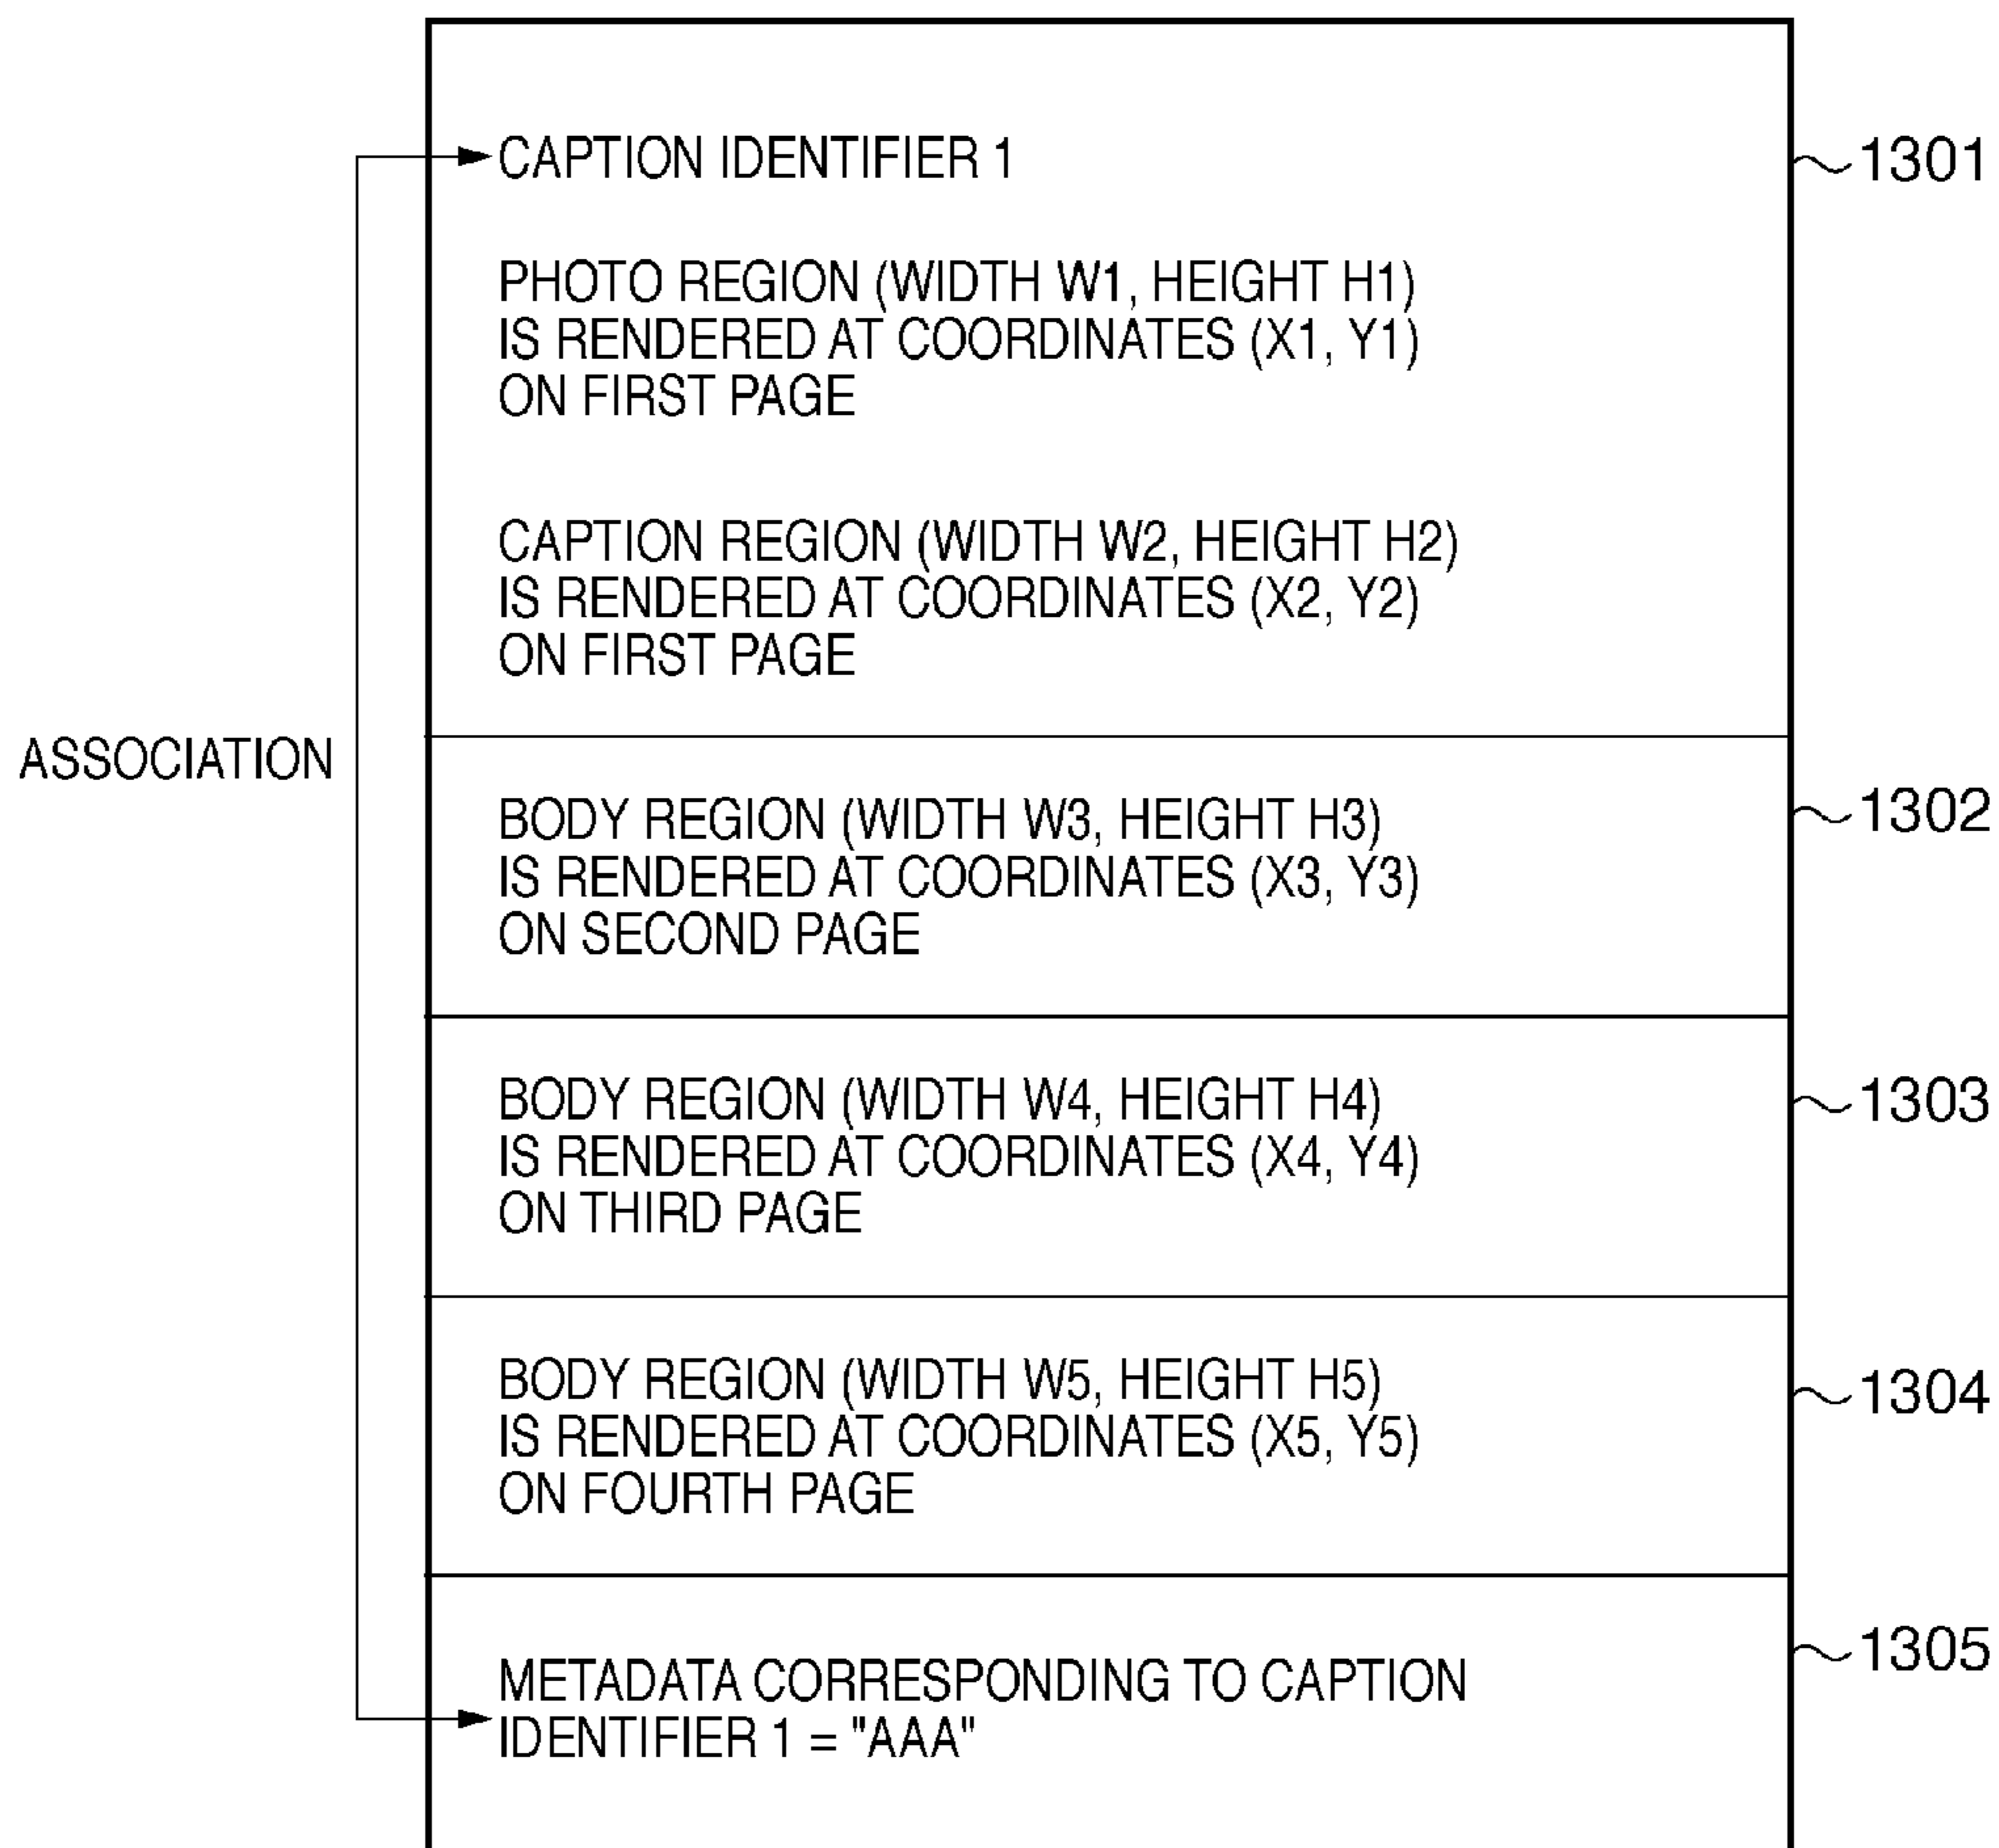 CAPTION IDENTIFIER 1
1301
PHOTO REGION (WIDTH W1, HEIGHT H1)
IS RENDERED AT COORDINATES (X1, Y1)
ON FIRST PAGE
CAPTION REGION (WIDTH W2, HEIGHT H2)
IS RENDERED AT COORDINATES (X2, Y2)
ON FIRST PAGE
ASSOCIATION
BODY REGION (WIDTH W3, HEIGHT H3)
IS RENDERED AT COORDINATES (X3, Y3)
ON SECOND PAGE
1302
BODY REGION (WIDTH W4, HEIGHT H4)
IS RENDERED AT COORDINATES (X4, Y4)
ON THIRD PAGE
1303
BODY REGION (WIDTH W5, HEIGHT H5)
IS RENDERED AT COORDINATES (X5, Y5)
ON FOURTH PAGE
1304
METADATA CORRESPONDING TO CAPTION
IDENTIFIER 1 = "AAA"
1305